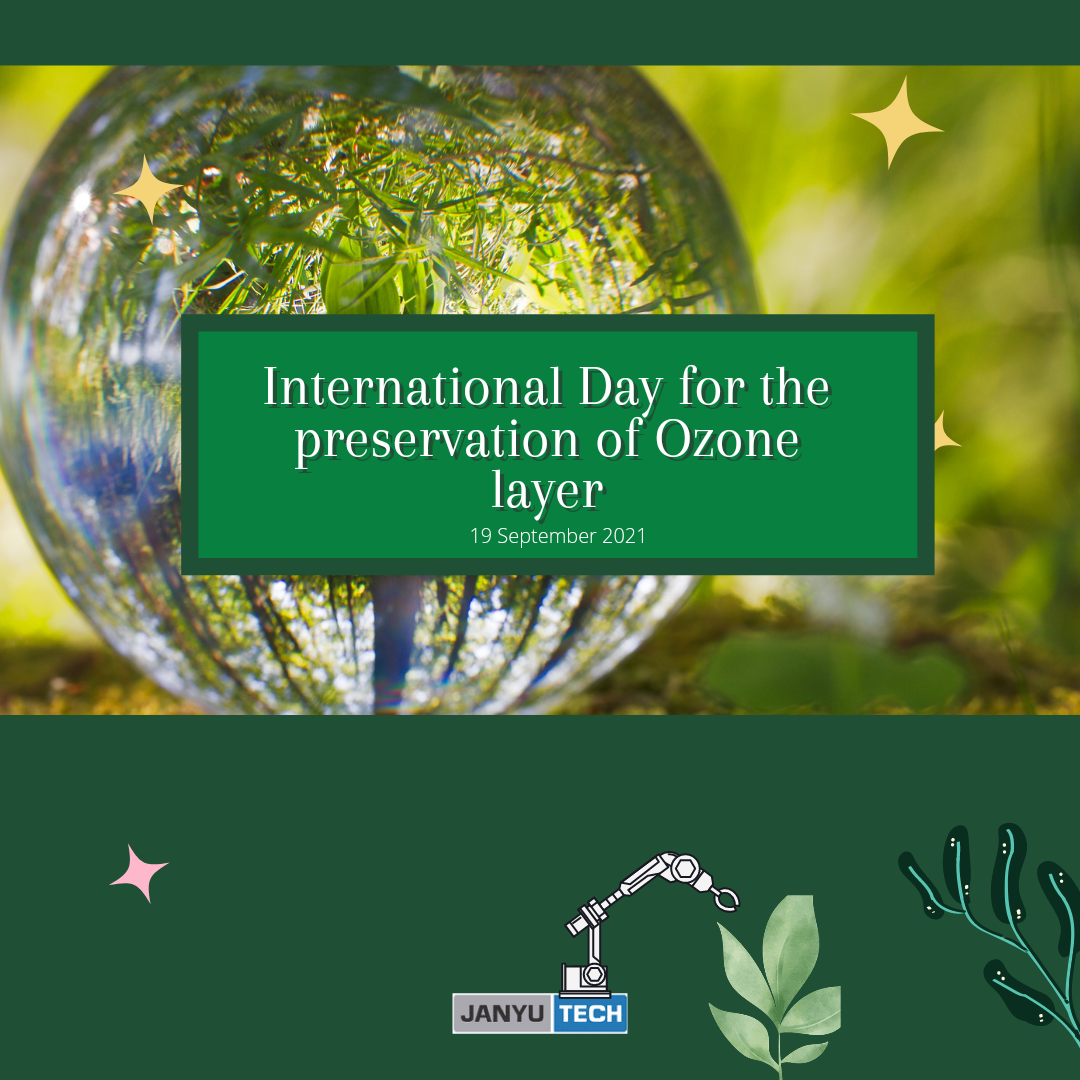 International Day for the
preservation of Ozone
layer
19 September 2021
JANYU TECH